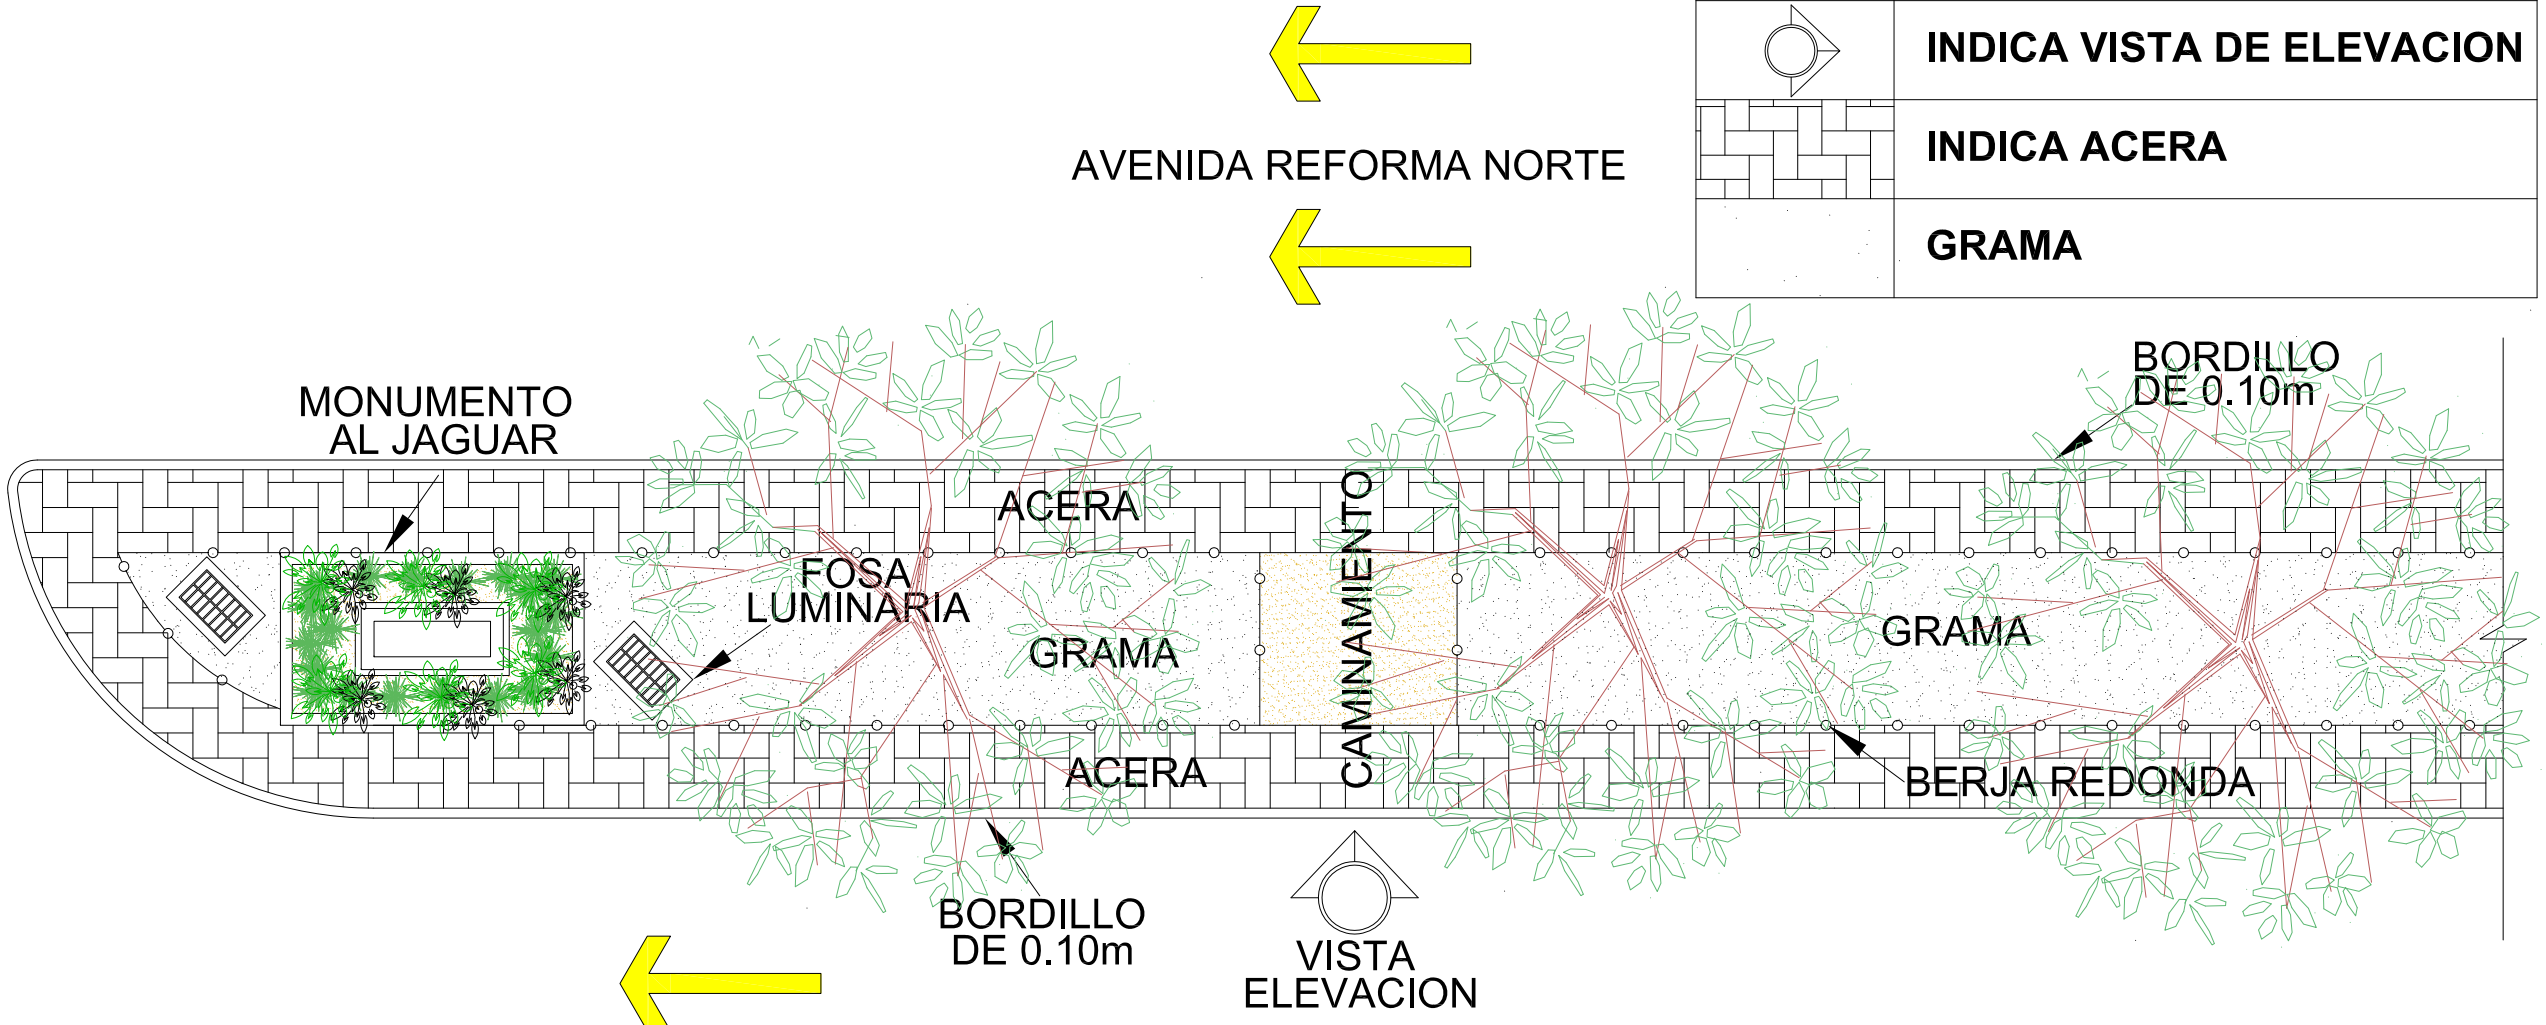 INDICA VISTA DE ELEVACION
AVENIDA REFORMA NORTE
INDICA ACERA
GRAMA
MONUMENTO
AL JAGUAR
BORDILLO
DE 0.10m
ACERA
CAMINAMIENTO
FOSA
LUMINARIA
GRAMA
GRAMA
ACERA
BERJA REDONDA
BORDILLO
DE 0.10m
VISTA
ELEVACION